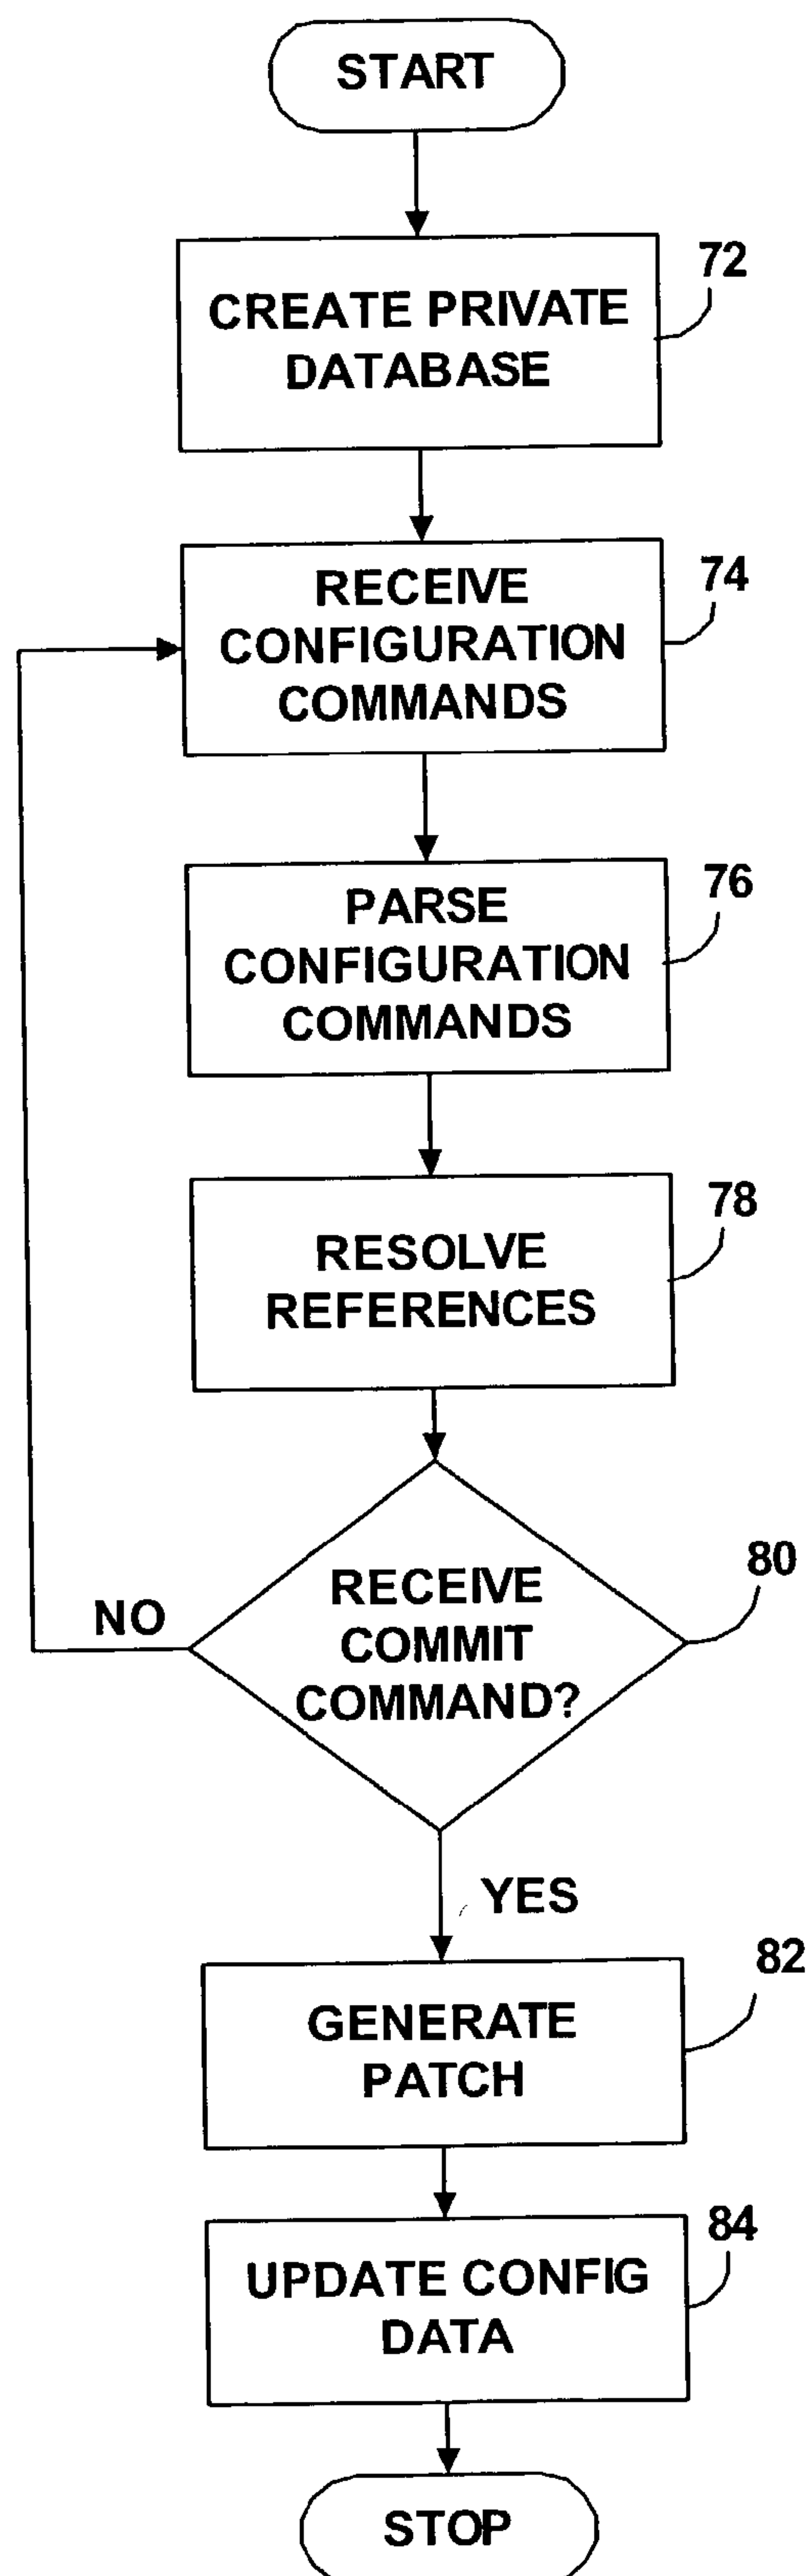 START
72
CREATE PRIVATE
DATABASE
74
RECEIVE
CONFIGURATION
COMMANDS
76
PARSE
CONFIGURATION
COMMANDS
78
RESOLVE
REFERENCES
80
RECEIVE
COMMIT
COMMAND?
NO
YES
82
GENERATE
PATCH
84
UPDATE CONFIG
DATA
STOP